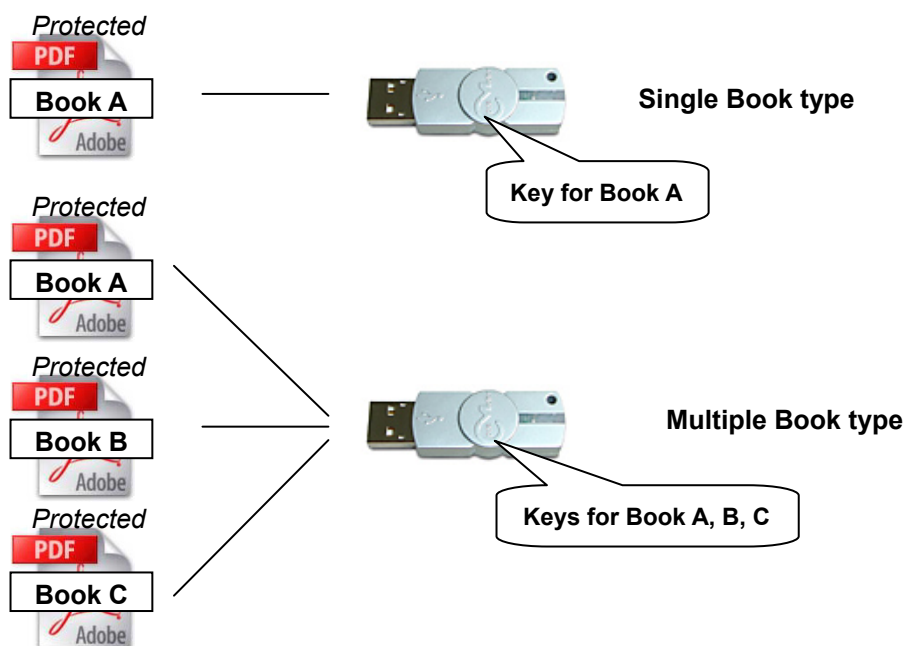 Protected
PDF
Book A
Adobe
Single Book type
Key for Book A
Protected
PDF
Book A
Adobe
Protected
PDF
Book B
Adobe
Multiple Book type
Keys for Book A, B, C
Protected
PDF
Book C
Adobe